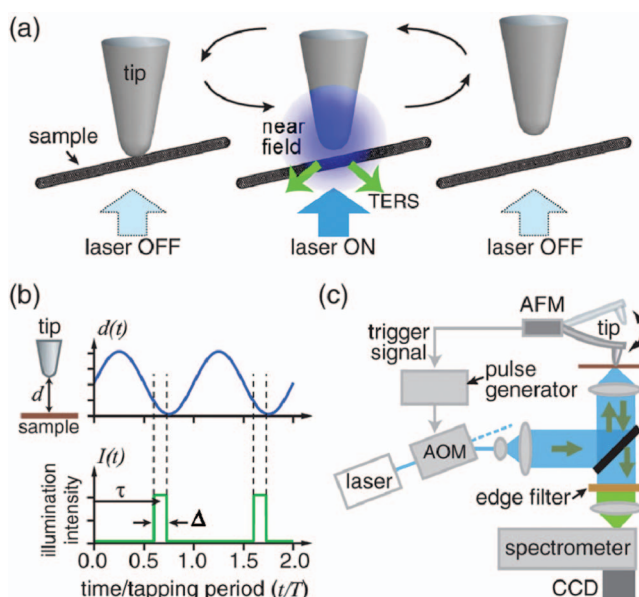 (a)
tip
sample
near
field
TERS
laser OFF
laser ON
laser OFF
(b)
tip
d
sample
d(t)
I(t)
illumination
intensity
τ
Δ
0.0 0.5 1.0 1.5 2.0
time/tapping period (t/T)
(c)
AFM
tip
trigger
signal
pulse
generator
AOM
laser
edge filter
spectrometer
CCD